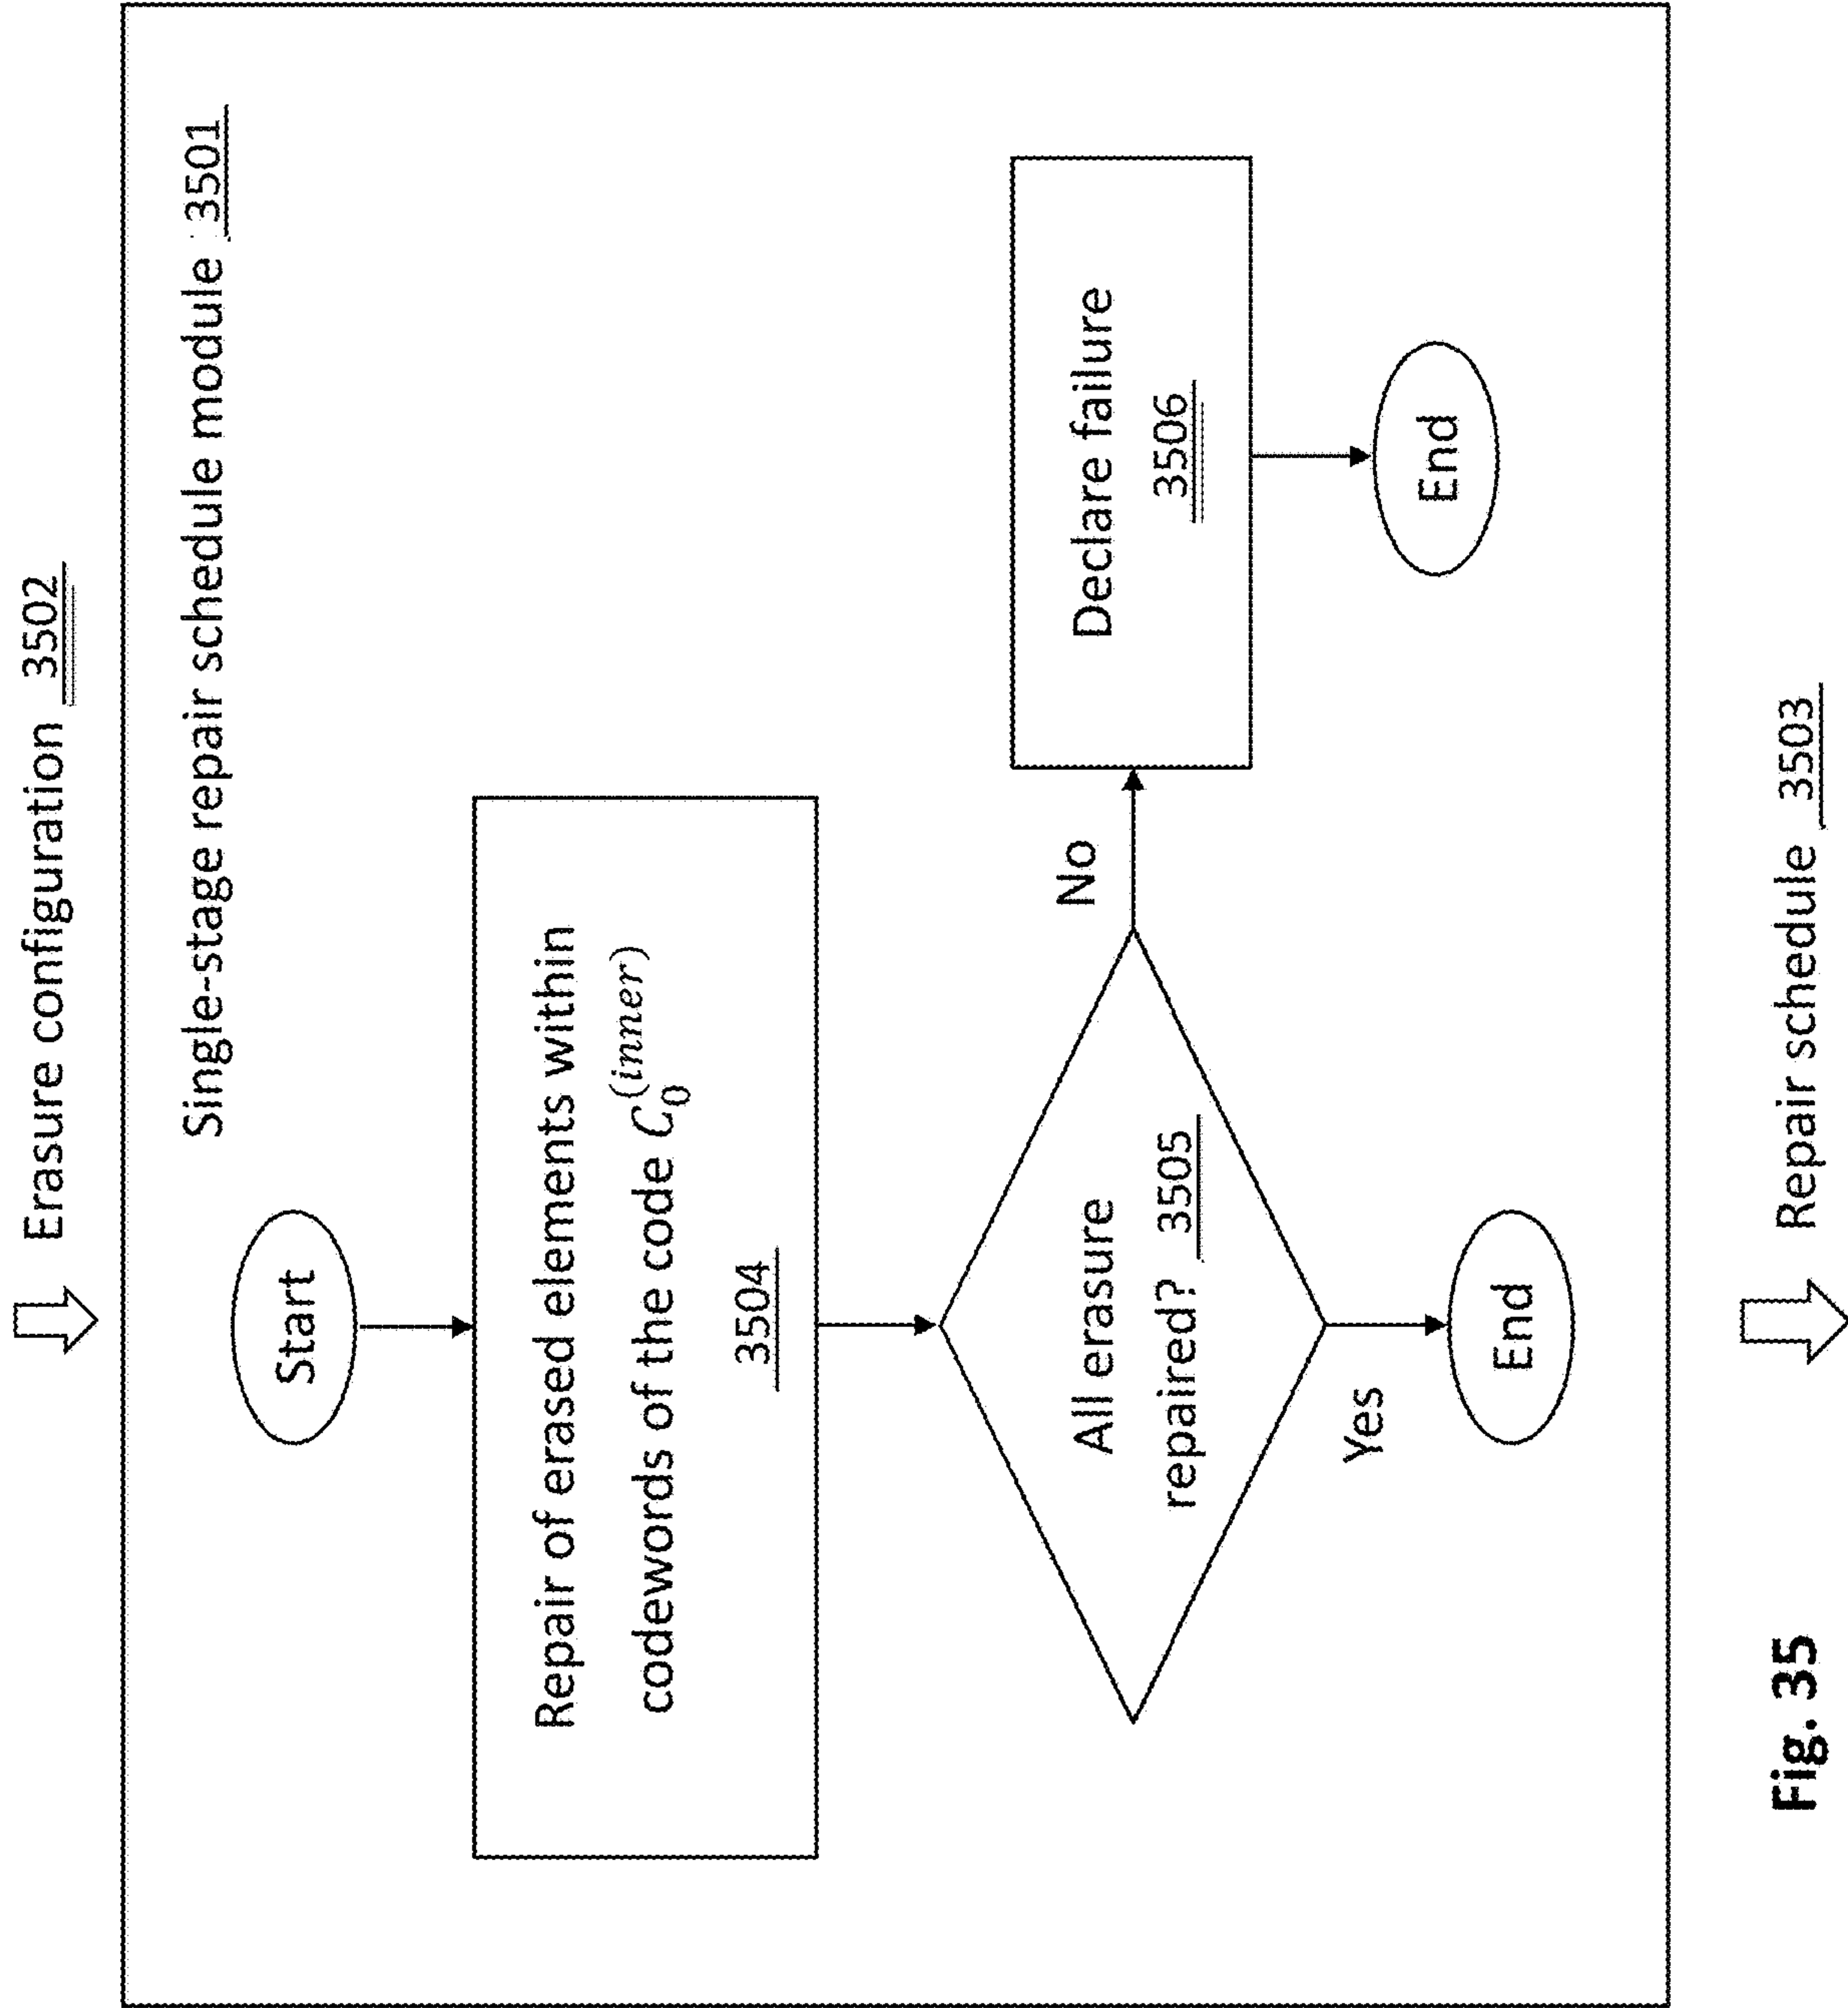 Erasure configuration 3502
Single-stage repair schedule module 3501
Start
Repair of erased elements within
codewords of the code C_0^{(inner)}
3504
All erasure
repaired? 3505
No
Declare failure
3506
End
Yes
End
Repair schedule 3503
Fig. 35